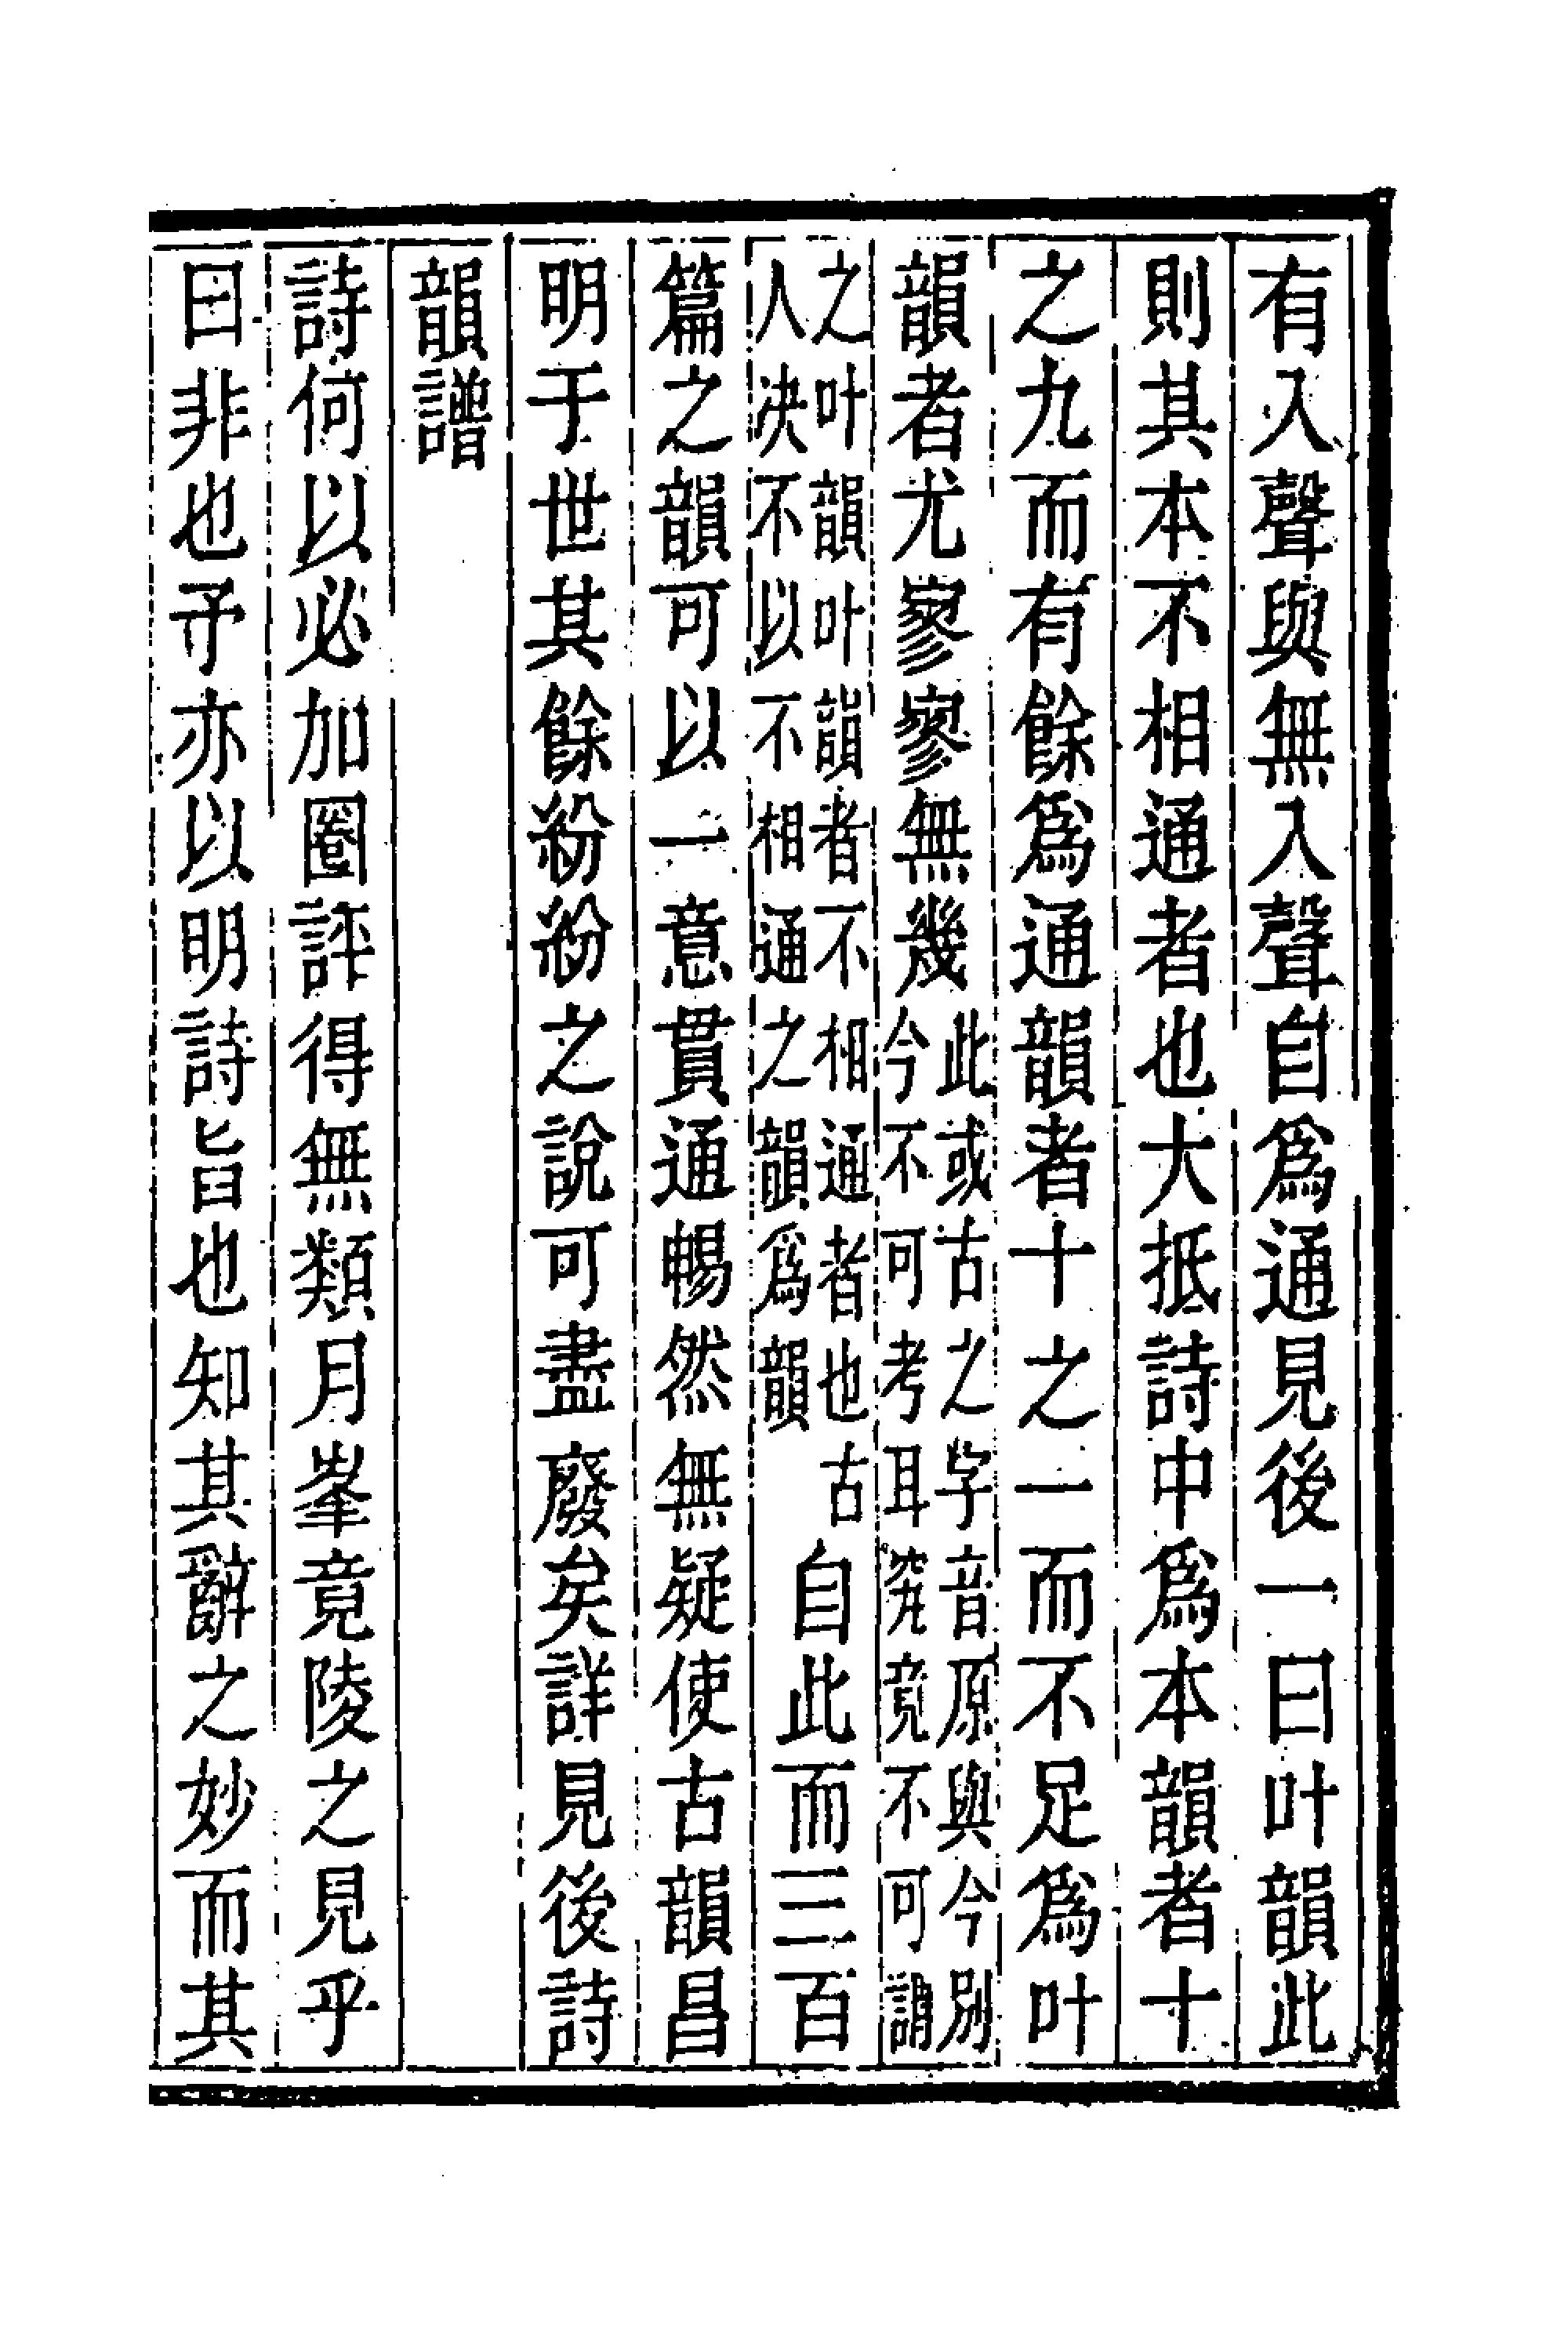 有入聲與無入聲自爲通見後一曰叶韻此
則其本不相通者也大抵詩中爲本韻者十
之九而有餘爲通韻者十之一而不足爲叶
韻者尤寥寥無幾此或古之字音原與今別
今不可考耳究竟不可謂
之叶韻叶韻者不相通者也古
人决不以不相通之韻爲韻自此而三百
篇之韻可以一意貫通暢然無疑使古韻昌
明于世其餘紛紛之說可盡廢矣詳見後詩
韻譜
詩何以必加圈評得無類月峯竟陵之見乎
曰非也予亦以明詩旨也知其辭之妙而其